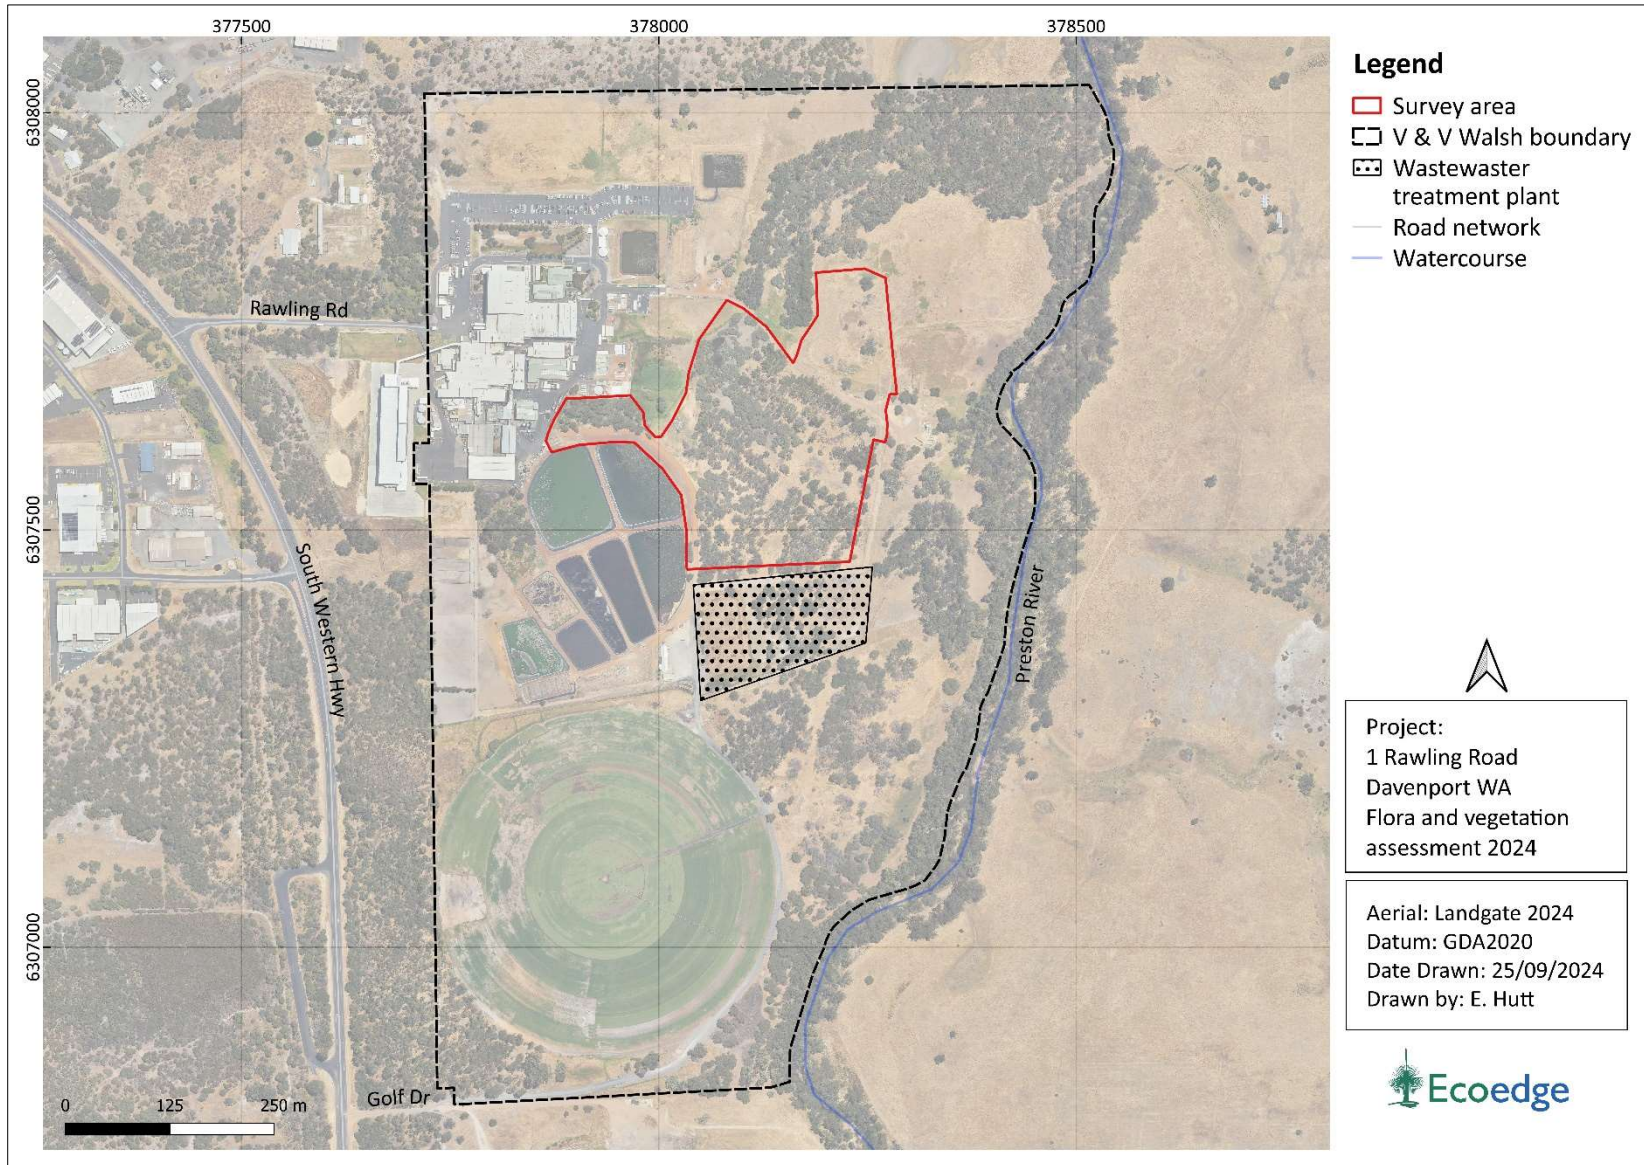 377500
378000
378500
6308000
6307500
6307000
Rawling Rd
South Western Hwy
Preston River
Golf Dr
0 125 250 m
Legend
Survey area
V & V Walsh boundary
Wastewaster
treatment plant
Road network
Watercourse
Project:
1 Rawling Road
Davenport WA
Flora and vegetation
assessment 2024
Aerial: Landgate 2024
Datum: GDA2020
Date Drawn: 25/09/2024
Drawn by: E. Hutt
Ecoedge